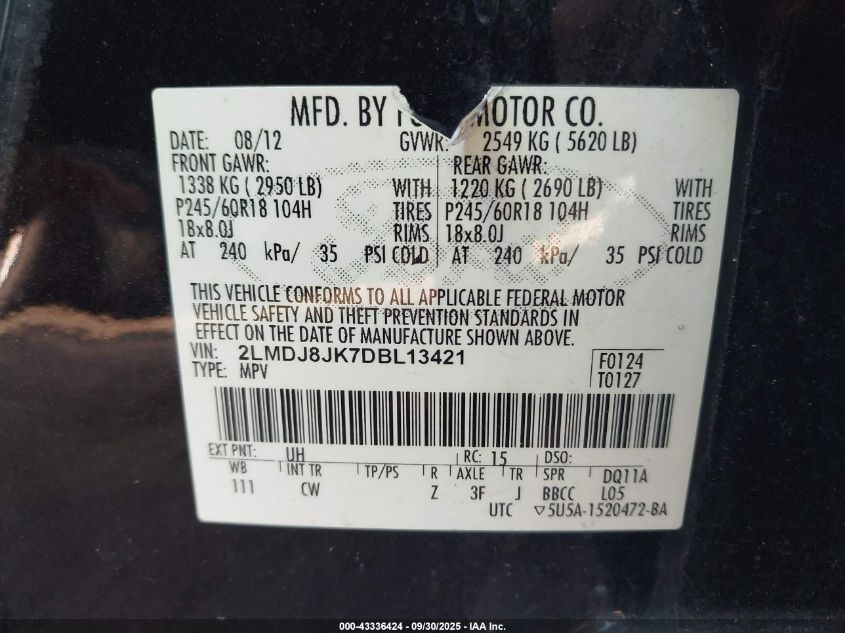 MFD. BY MOTOR CO.
DATE: 08/12 GVWR: 2549 KG ( 5620 LB)
FRONT GAWR: REAR GAWR:
1338 KG ( 2950 LB) WITH 1220 KG ( 2690 LB) WITH
P245/60R18 104H TIRES P245/60R18 104H TIRES
18x8.0J RIMS 18x8.0J RIMS
AT 240 kPa/ 35 PSI COLD AT 240 kPa/ 35 PSI COLD
THIS VEHICLE CONFORMS TO ALL APPLICABLE FEDERAL MOTOR
VEHICLE SAFETY AND THEFT PREVENTION STANDARDS IN
EFFECT ON THE DATE OF MANUFACTURE SHOWN ABOVE.
VIN: 2LMDJ8JK7DBL13421
TYPE: MPV
F0124
T0127
EXT PNT: UH RC: 15 DSO:
WB INT TR TP/PS R AXLE TR SPR DQ11A
111 CW Z 3F J BBCC L05
UTC ▽5U5A-1520472-BA
000-43336424 - 09/30/2025 - IAA Inc.